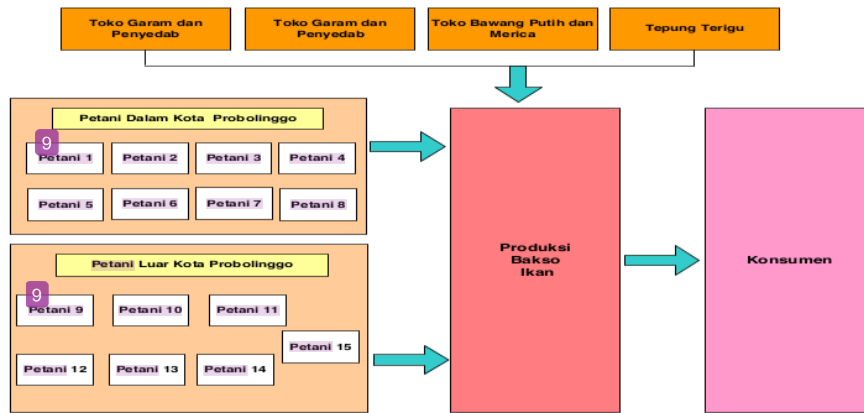 Toko Garam dan
Penyedab
Toko Garam dan
Penyedab
Toko Bawang Putih dan
Merica
Tepung Terigu
Petani Dalam Kota Probolinggo
9
Petani 1
Petani 2
Petani 3
Petani 4
Petani 5
Petani 6
Petani 7
Petani 8
Petani Luar Kota Probolinggo
9
Petani 9
Petani 10
Petani 11
Petani 15
Petani 12
Petani 13
Petani 14
Produksi
Bakso
Ikan
Konsumen